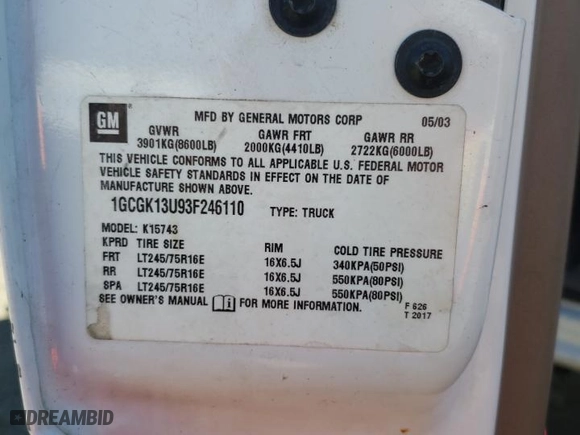 GM
MFD BY GENERAL MOTORS CORP 05/03
GVWR GAWR FRT GAWR RR
3901KG(8600LB) 2000KG(4410LB) 2722KG(6000LB)
THIS VEHICLE CONFORMS TO ALL APPLICABLE U.S. FEDERAL MOTOR
VEHICLE SAFETY STANDARDS IN EFFECT ON THE DATE OF
MANUFACTURE SHOWN ABOVE.
1GCGK13U93F246110 TYPE: TRUCK
MODEL: K15743
KPRD TIRE SIZE RIM COLD TIRE PRESSURE
FRT LT245/75R16E 16X6.5J 340KPA(50PSI)
RR LT245/75R16E 16X6.5J 550KPA(80PSI)
SPA LT245/75R16E 16X6.5J 550KPA(80PSI)
SEE OWNER'S MANUAL FOR MORE INFORMATION.
F 626
T 2017
DREAMBID